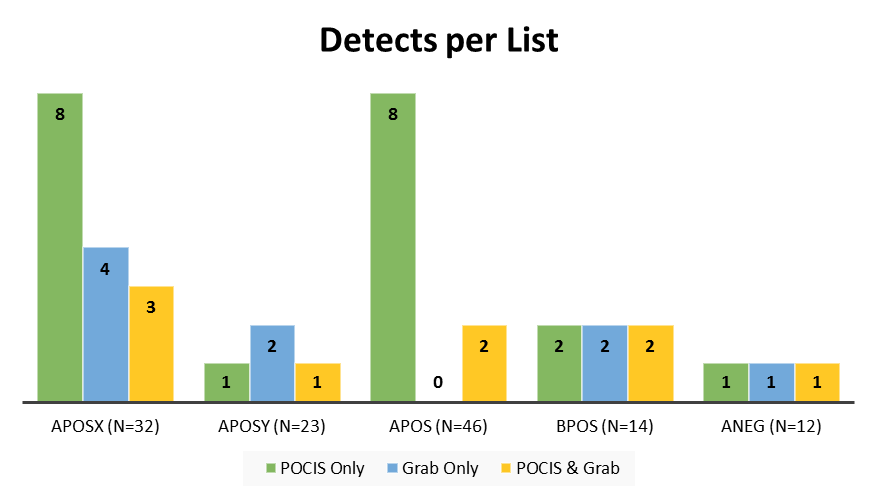 Detects per List
8
4
3
1
2
1
8
0
2
2
2
2
1
1
1
APOSX (N=32)
APOSY (N=23)
APOS (N=46)
BPOS (N=14)
ANEG (N=12)
POCIS Only
Grab Only
POCIS & Grab